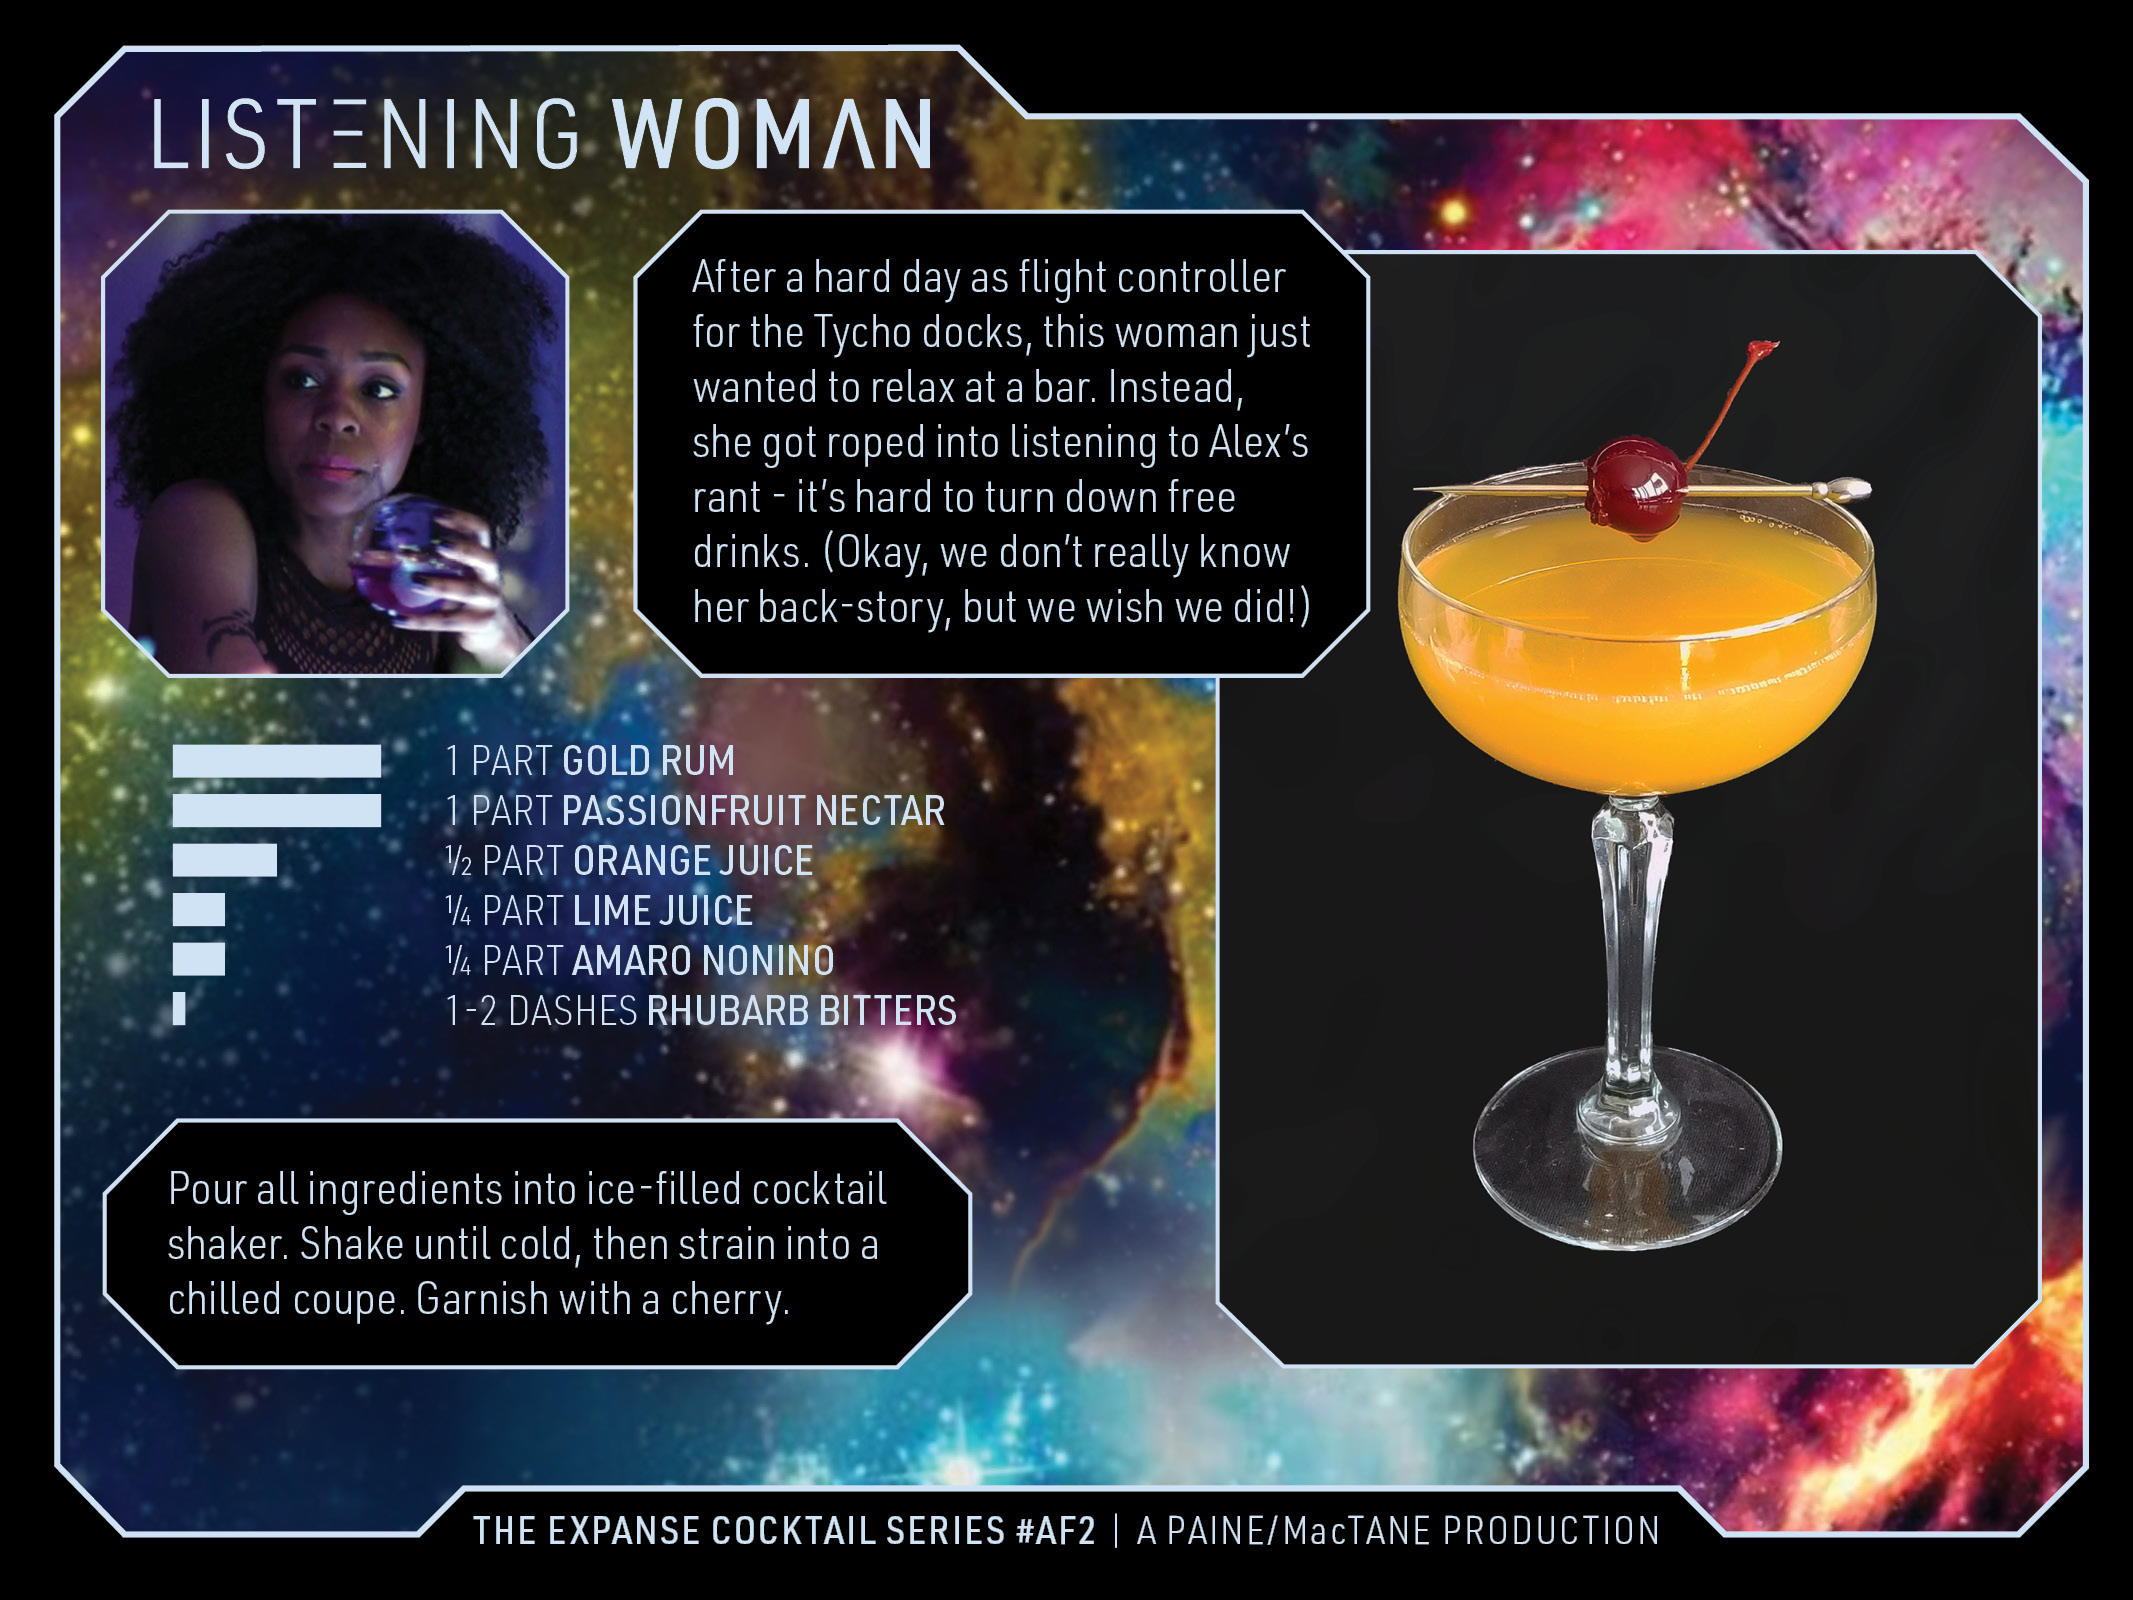 LISTENING WOMAN
After a hard day as flight controller
for the Tycho docks, this woman just
wanted to relax at a bar. Instead,
she got roped into listening to Alex's
rant - it's hard to turn down free
drinks. (Okay, we don't really know
her back-story, but we wish we did!)
1 PART GOLD RUM
1 PART PASSIONFRUIT NECTAR
½ PART ORANGE JUICE
¼ PART LIME JUICE
¼ PART AMARO NONINO
1-2 DASHES RHUBARB BITTERS
Pour all ingredients into ice-filled cocktail
shaker. Shake until cold, then strain into a
chilled coupe. Garnish with a cherry.
THE EXPANSE COCKTAIL SERIES #AF2 | A PAINE/MacTANE PRODUCTION